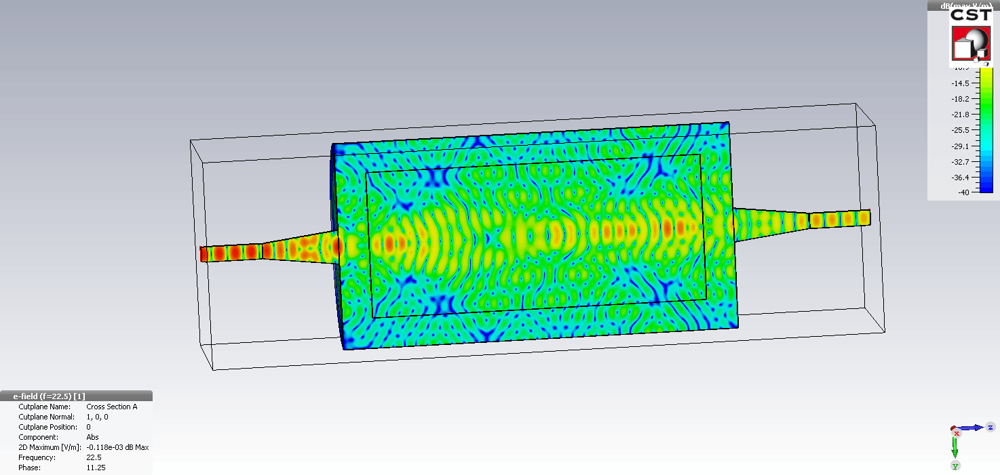 dB(max V/m)
CST
-14.5
-18.2
-21.8
-25.5
-29.1
-32.7
-36.4
-40
e-field (f=22.5) [1]
Cutplane Name: Cross Section A
Cutplane Normal: 1, 0, 0
Cutplane Position: 0
Component: Abs
2D Maximum [V/m]: -0.118e-03 dB Max
Frequency: 22.5
Phase: 11.25
z
x
y